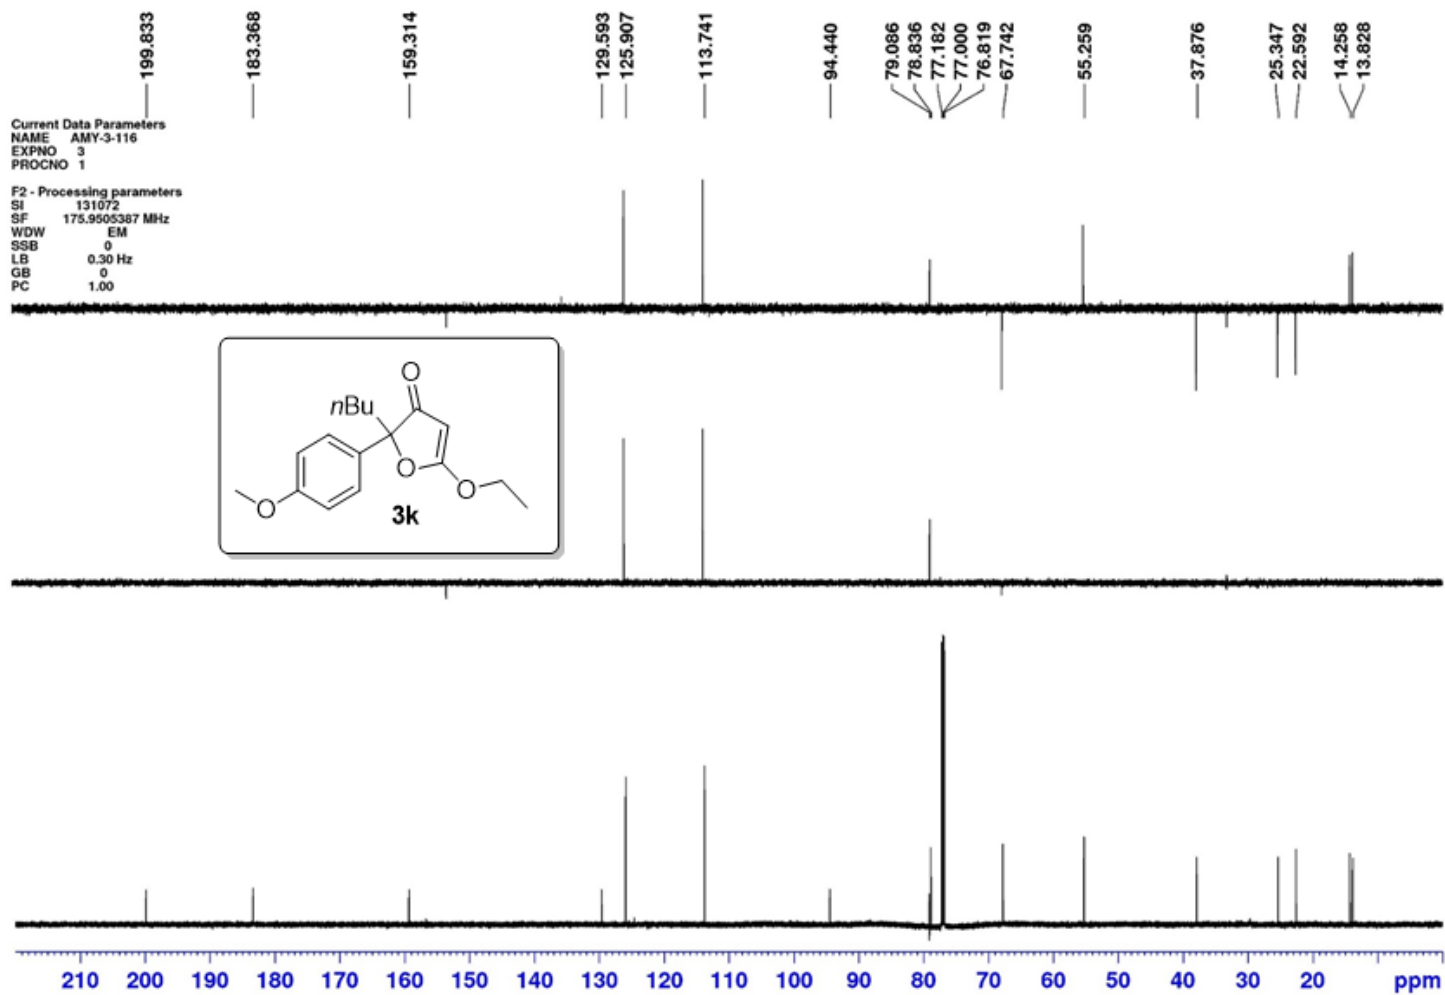 199.833
183.368
159.314
129.593
125.907
113.741
94.440
79.086
78.836
77.182
77.000
76.819
67.742
55.259
37.876
25.347
22.592
14.258
13.828
Current Data Parameters
NAME AMY-3-116
EXPNO 3
PROCNO 1
F2 - Processing parameters
SI 131072
SF 175.9505387 MHz
WDW EM
SSB 0
LB 0.30 Hz
GB 0
PC 1.00
O
nBu
O
O
O
3k
210 200 190 180 170 160 150 140 130 120 110 100 90 80 70 60 50 40 30 20 ppm